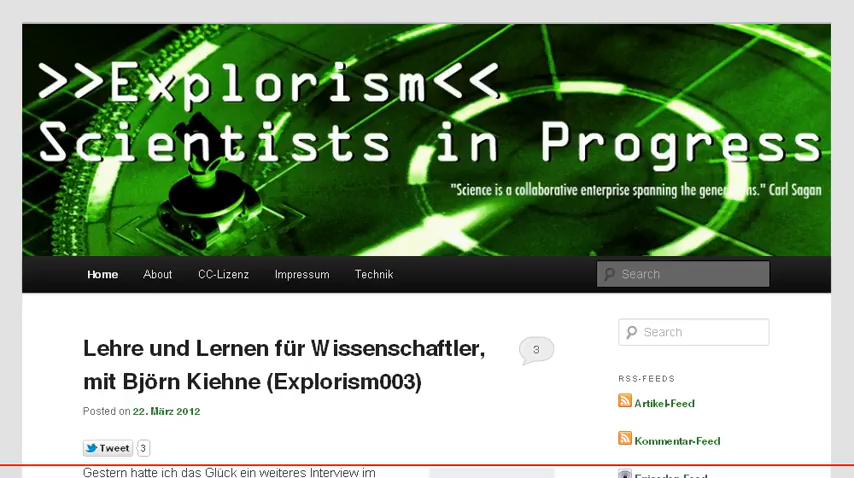 >>Explorism<<
Scientists in Progress
"Science is a collaborative enterprise spanning the generations." Carl Sagan
Home About CC-Lizenz Impressum Technik Search
Search
Lehre und Lernen für Wissenschaftler,
mit Björn Kiehne (Explorism003)
3
Posted on 22. März 2012
Tweet 3
Gestern hatte ich das Glück ein weiteres Interview im
RSS-FEEDS
Artikel-Feed
Kommentar-Feed